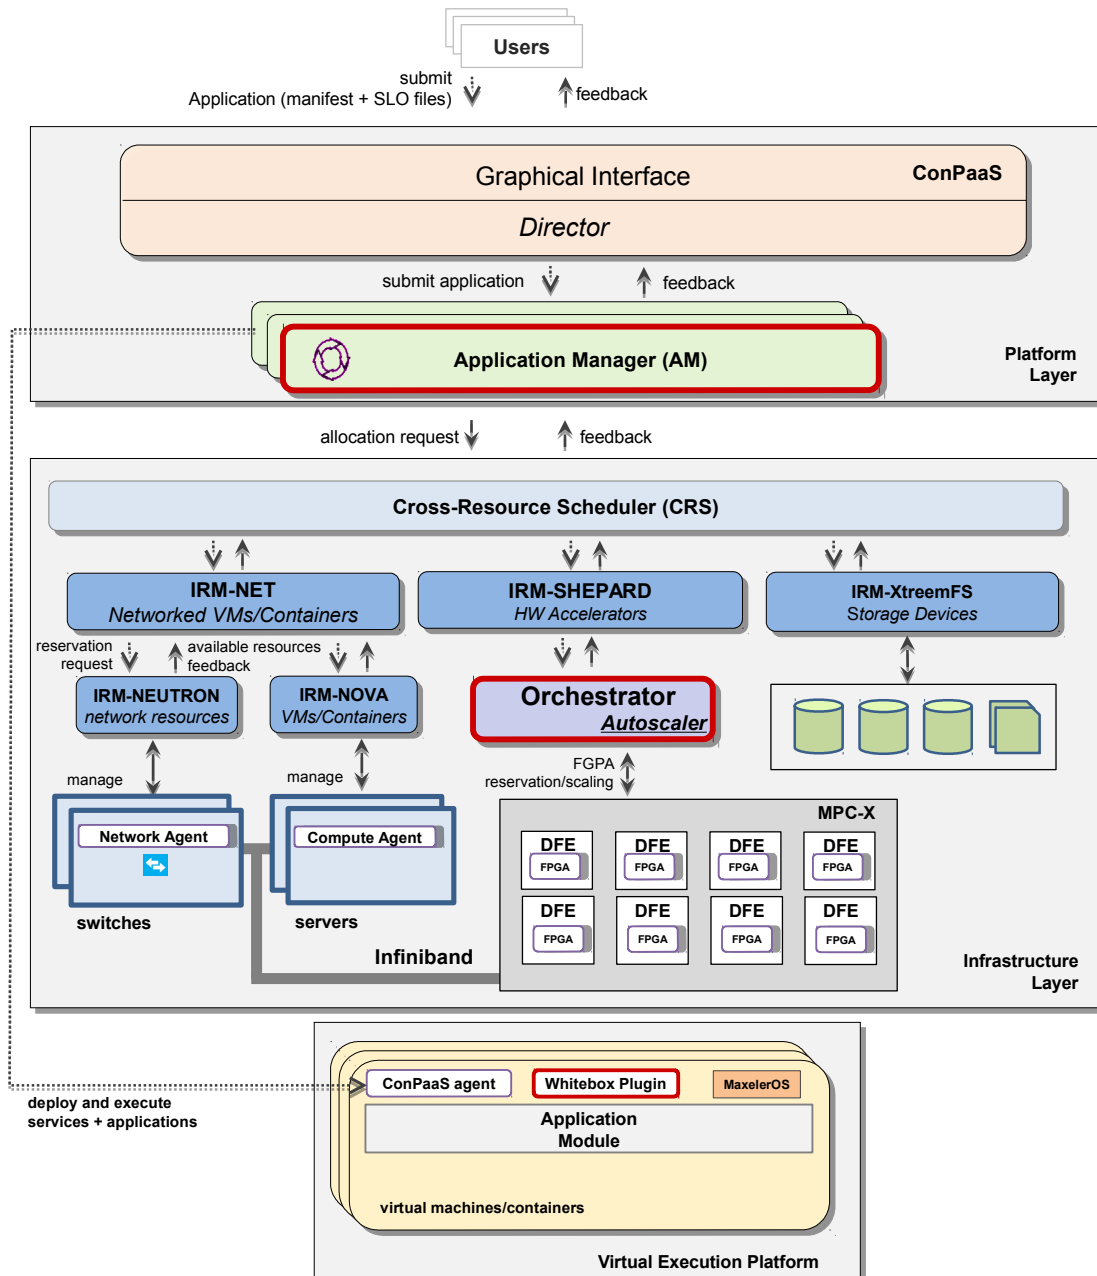 Users
submit
Application (manifest + SLO files)
feedback
Graphical Interface
ConPaaS
Director
submit application
feedback
Application Manager (AM)
Platform
Layer
allocation request
feedback
Cross-Resource Scheduler (CRS)
IRM-NET
Networked VMs/Containers
IRM-SHEPARD
HW Accelerators
IRM-XtreemFS
Storage Devices
reservation
request
available resources
feedback
IRM-NEUTRON
network resources
IRM-NOVA
VMs/Containers
Orchestrator
Autoscaler
manage
manage
FGPA
reservation/scaling
MPC-X
Network Agent
Compute Agent
DFE
FPGA
DFE
FPGA
DFE
FPGA
DFE
FPGA
DFE
FPGA
DFE
FPGA
DFE
FPGA
DFE
FPGA
switches
servers
Infiniband
Infrastructure
Layer
ConPaaS agent
Whitebox Plugin
MaxelerOS
deploy and execute
services + applications
Application
Module
virtual machines/containers
Virtual Execution Platform